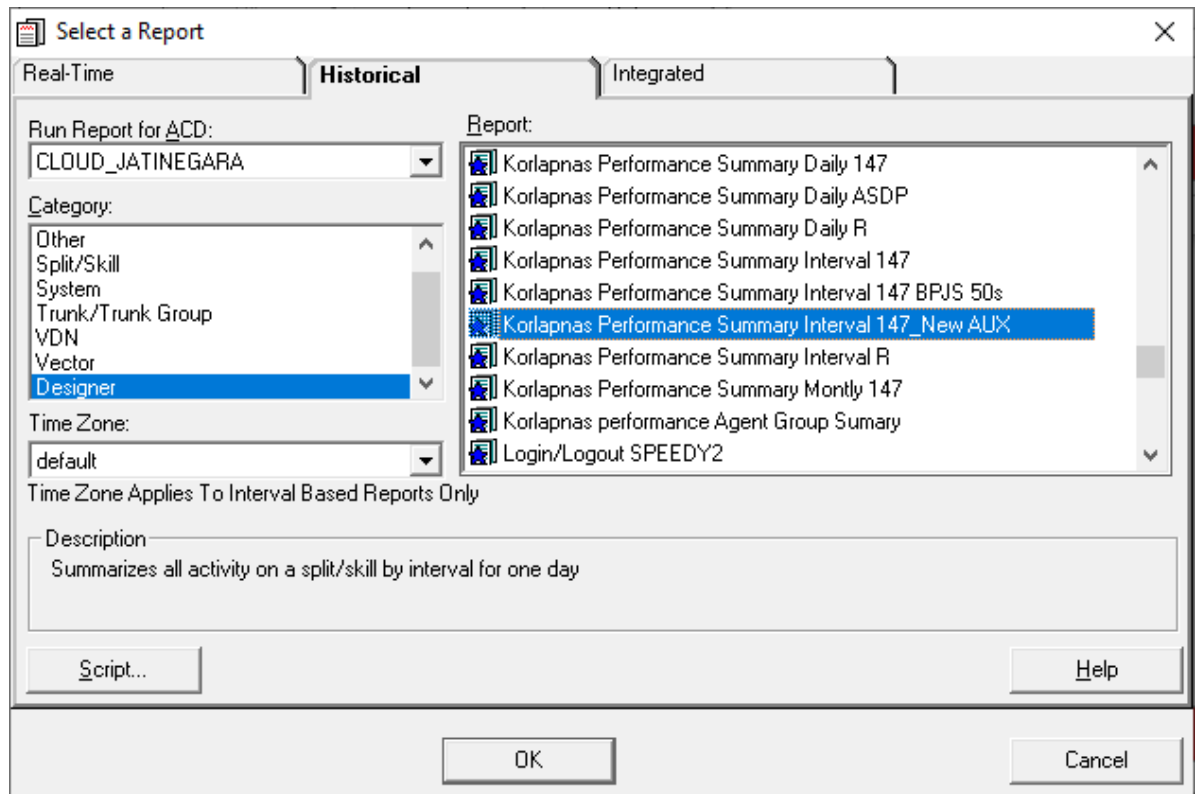 Select a Report
Real-Time
Historical
Integrated
Run Report for ACD:
CLOUD_JATINEGARA
Category:
Other
Split/Skill
System
Trunk/Trunk Group
VDN
Vector
Designer
Time Zone:
default
Time Zone Applies To Interval Based Reports Only
Report:
Korlapnas Performance Summary Daily 147
Korlapnas Performance Summary Daily ASDP
Korlapnas Performance Summary Daily R
Korlapnas Performance Summary Interval 147
Korlapnas Performance Summary Interval 147 BPJS 50s
Korlapnas Performance Summary Interval 147_New AUX
Korlapnas Performance Summary Interval R
Korlapnas Performance Summary Montly 147
Korlapnas performance Agent Group Sumary
Login/Logout SPEEDY2
Description
Summarizes all activity on a split/skill by interval for one day
Script...
Help
OK
Cancel